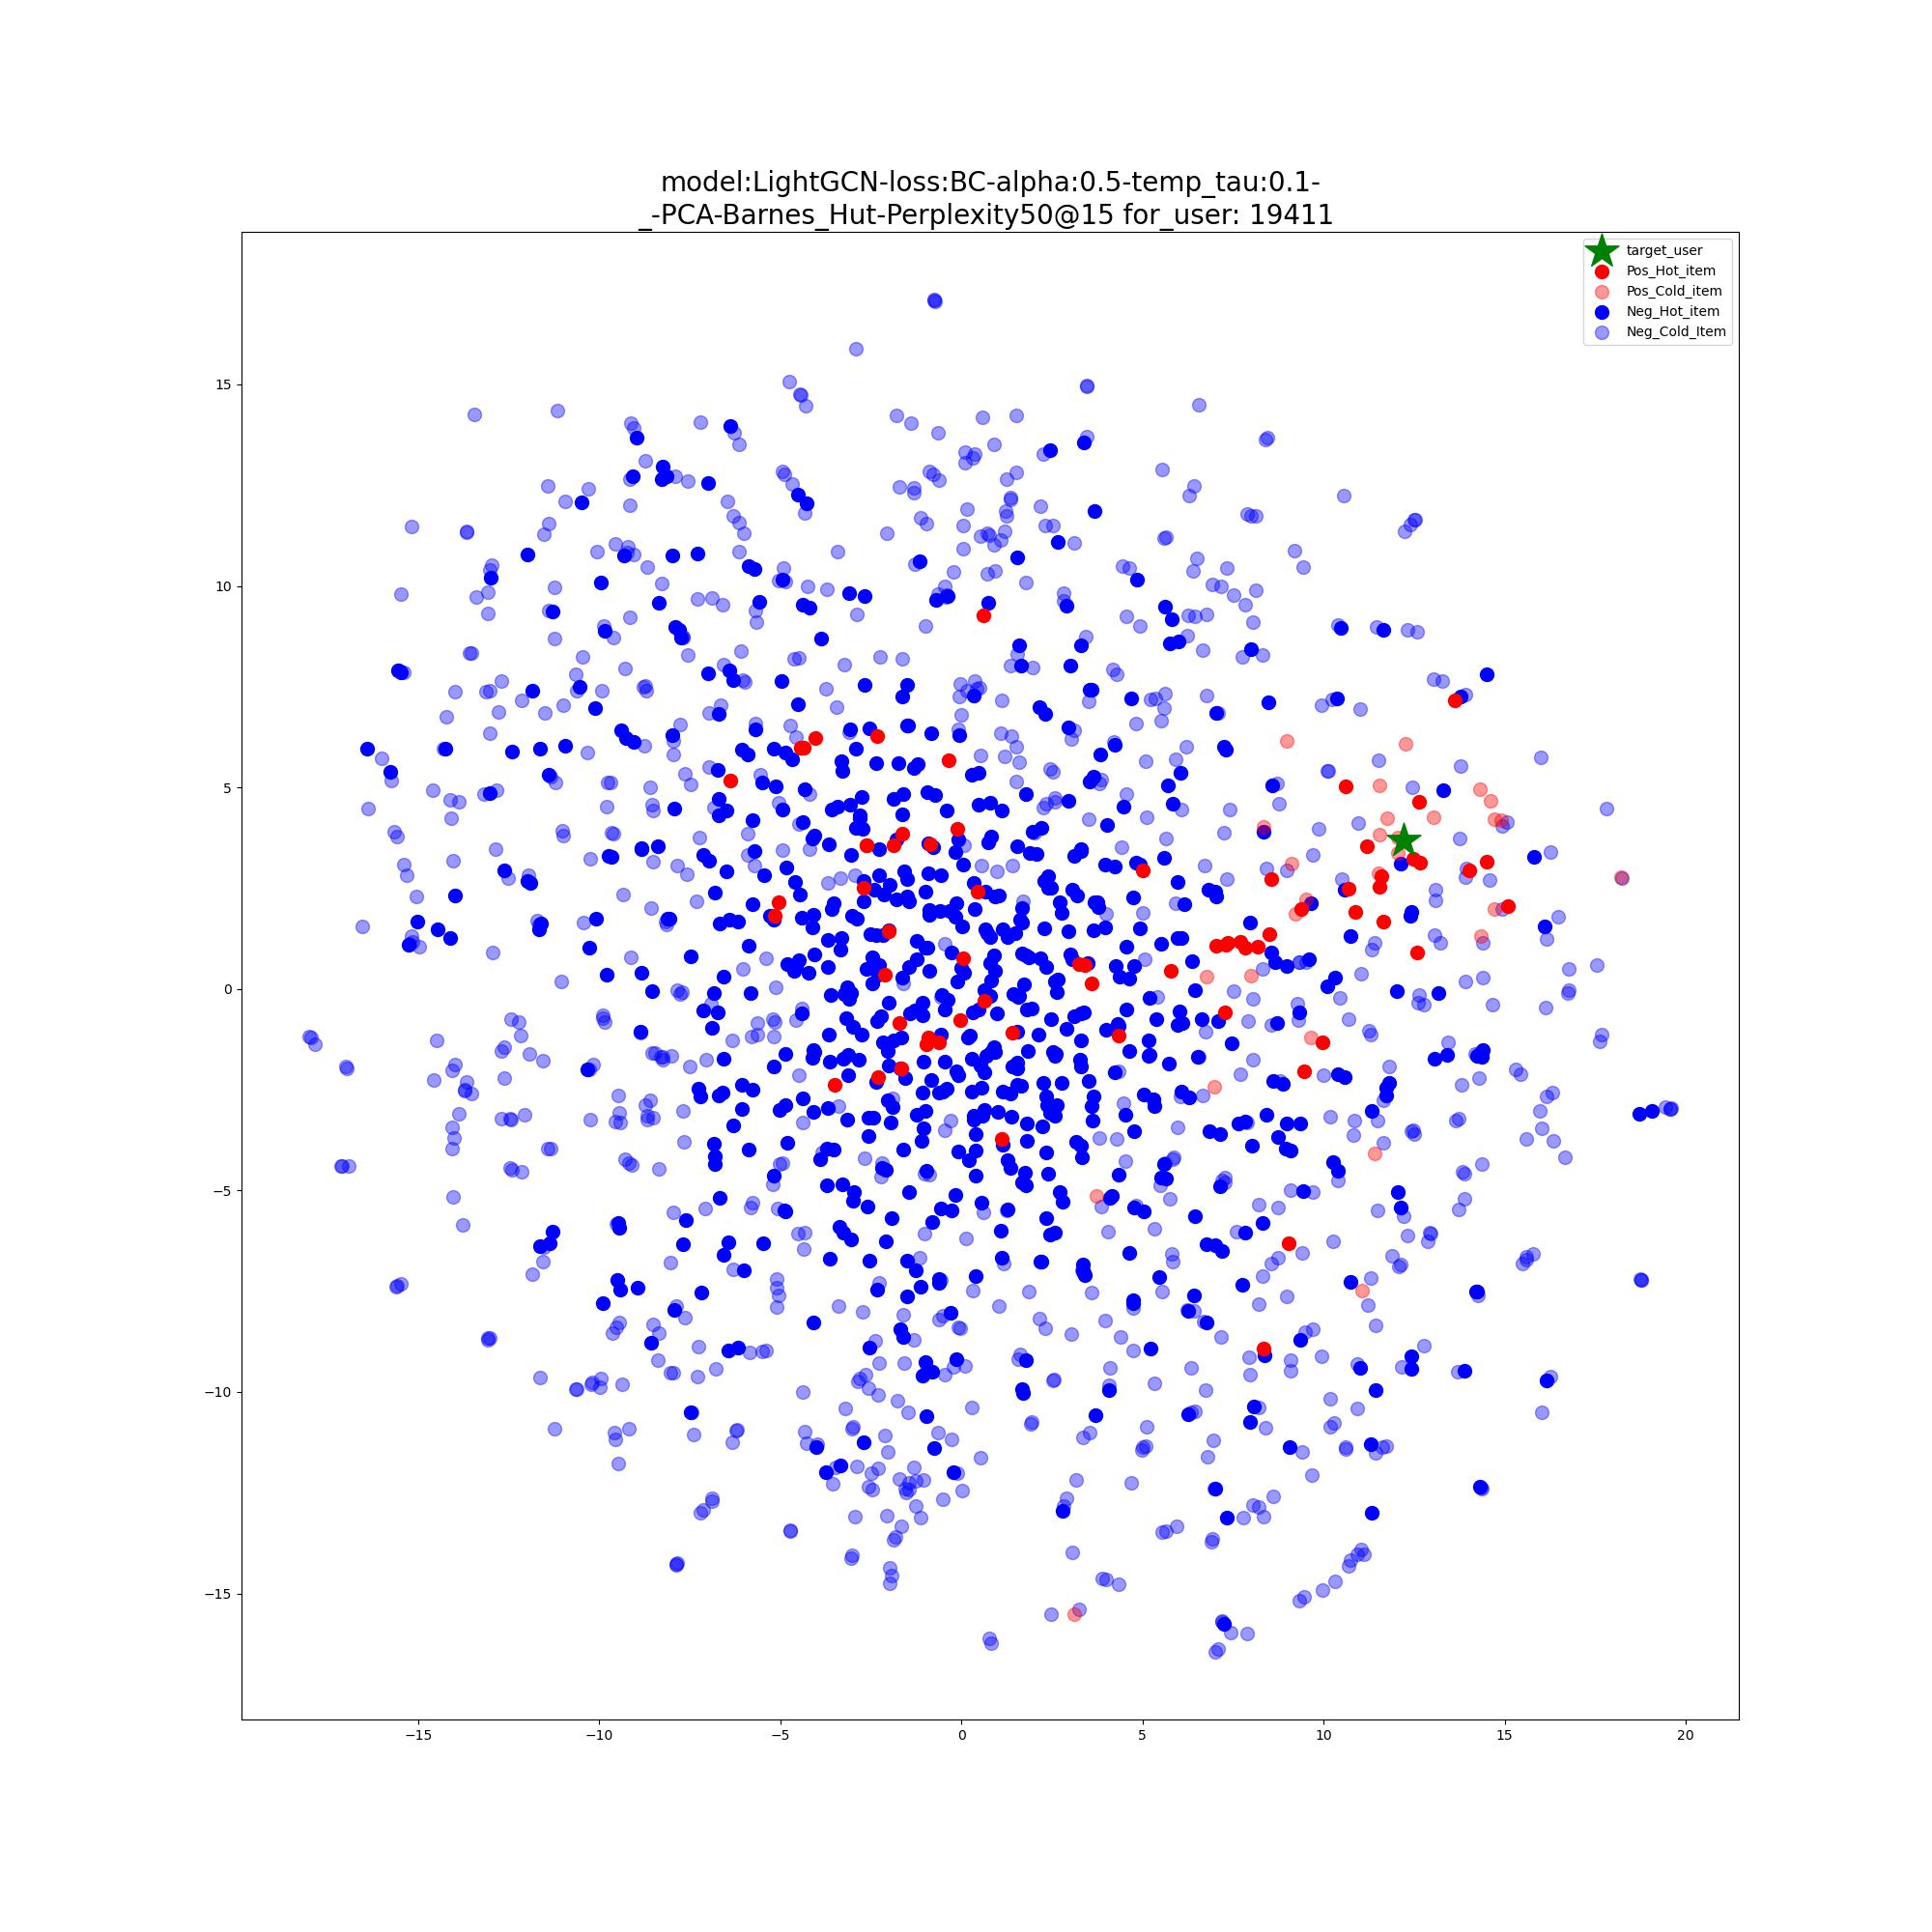 model:LightGCN-loss:BC-alpha:0.5-temp_tau:0.1-
_-PCA-Barnes_Hut-Perplexity50@15 for_user: 19411
target_user
Pos_Hot_item
Pos_Cold_item
Neg_Hot_item
Neg_Cold_Item
15
10
5
0
−5
−10
−15
−15 −10 −5 0 5 10 15 20